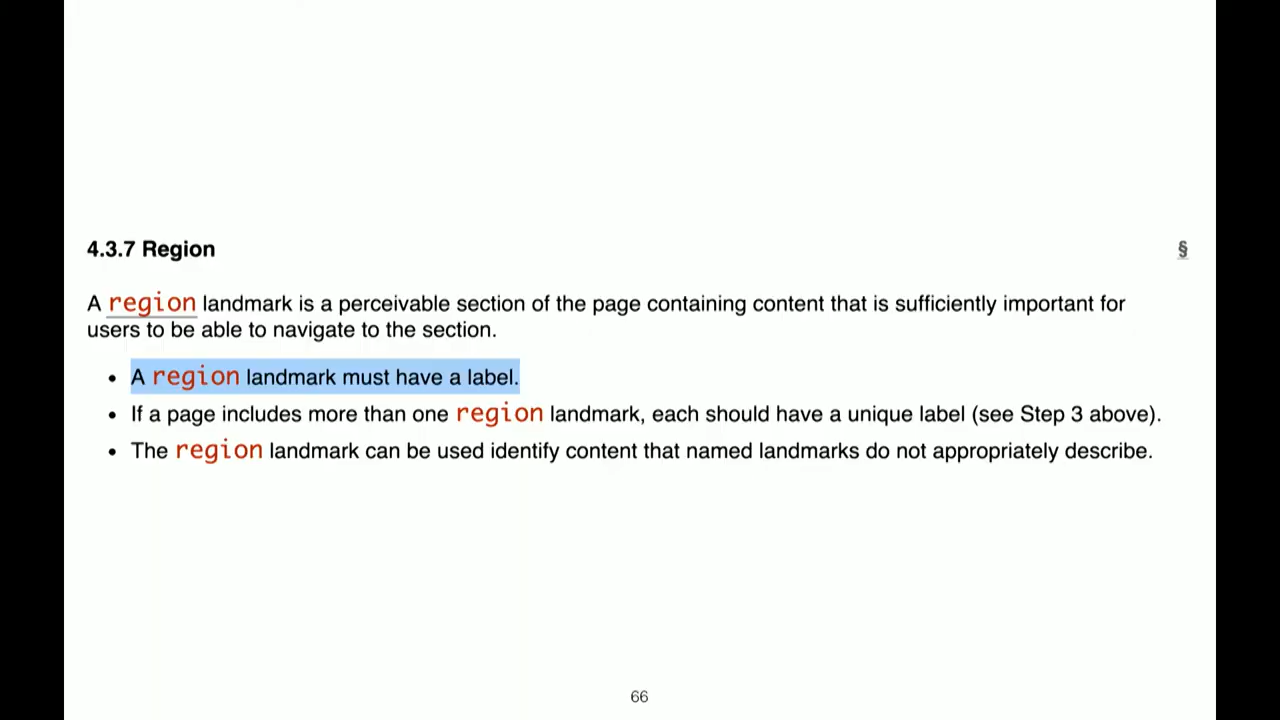 4.3.7 Region
§
A region landmark is a perceivable section of the page containing content that is sufficiently important for
users to be able to navigate to the section.
• A region landmark must have a label.
• If a page includes more than one region landmark, each should have a unique label (see Step 3 above).
• The region landmark can be used identify content that named landmarks do not appropriately describe.
66